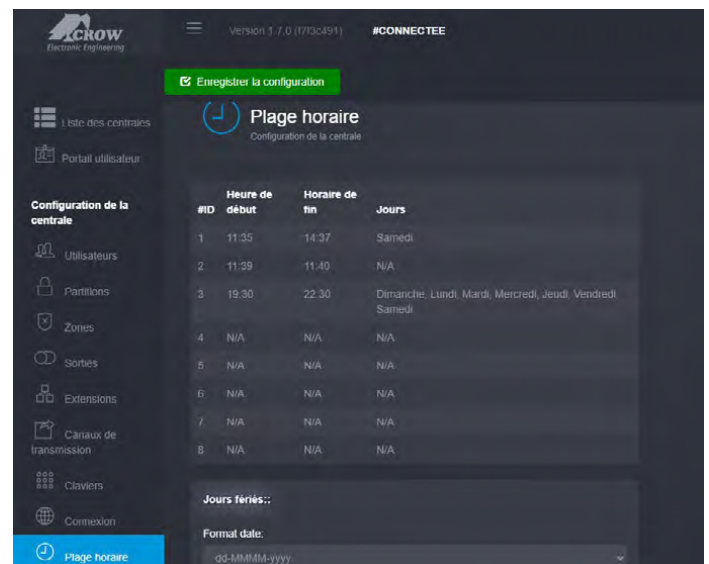 CROW
Electronic Engineering
Version 1.7.0 (f7f3c491)
#CONNECTEE
Enregistrer la configuration
Liste des centrales
Portail utilisateur
Configuration de la
centrale
Utilisateurs
Partitions
Zones
Sorties
Extensions
Canaux de
transmission
Claviers
Connexion
Plage horaire
Plage horaire
Configuration de la centrale
#ID Heure de début Horaire de fin Jours
1 11:35 14:37 Samedi
2 11:39 11:40 N/A
3 19:30 22:30 Dimanche, Lundi, Mardi, Mercredi, Jeudi, Vendredi,
Samedi
4 N/A N/A N/A
5 N/A N/A N/A
6 N/A N/A N/A
7 N/A N/A N/A
8 N/A N/A N/A
Jours fériés::
Format date:
dd-MMMM-yyyy